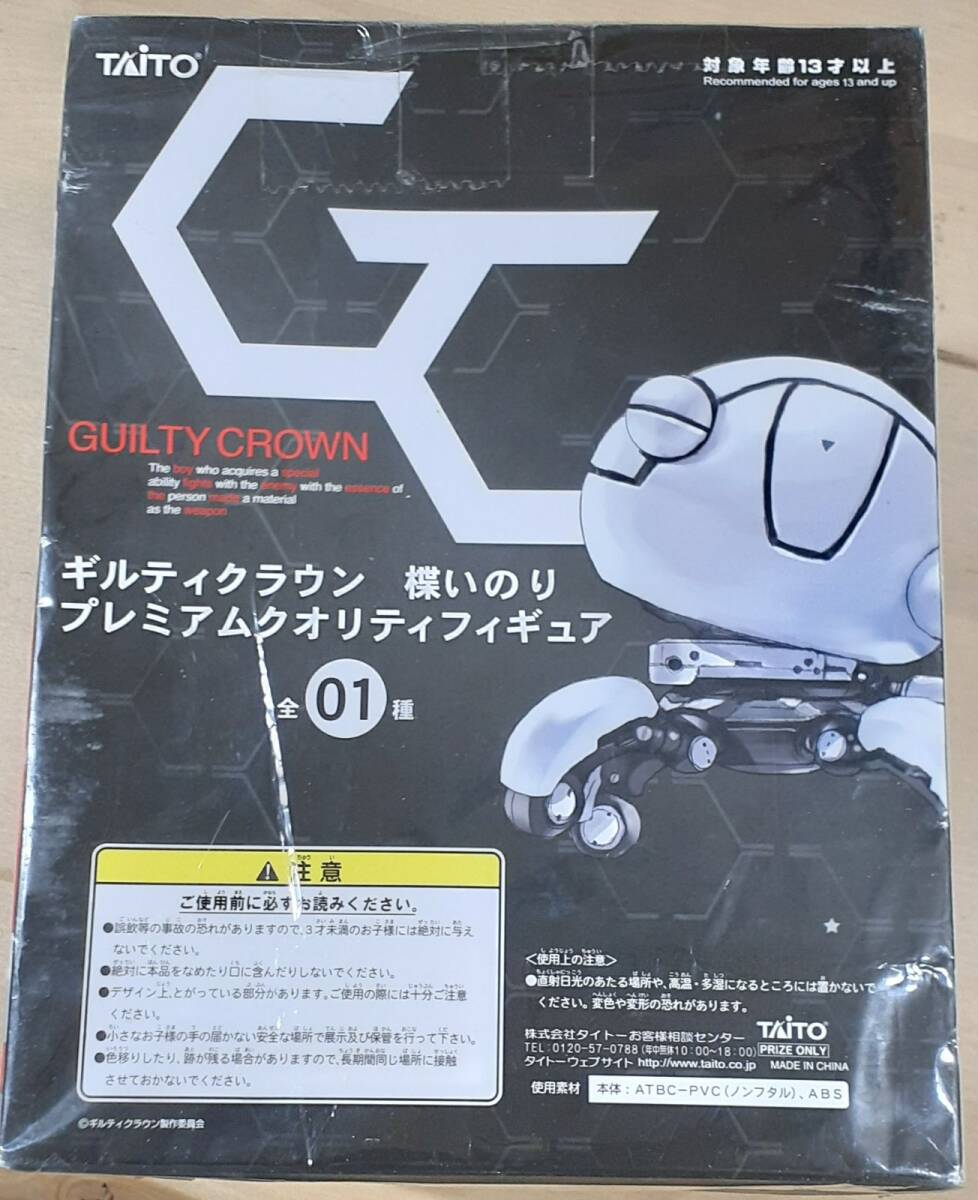 TAITO
対象年齢13才以上
Recommended for ages 13 and up
GUILTY CROWN
The boy who acquires a special
ability fights with the enemy with the essence of
the person made a material
as the weapon
ギルティクラウン 楪いのり
プレミアムクオリティフィギュア
全 01 種
注意
ご使用前に必ずお読みください。
●誤飲等の事故の恐れがありますので、3才未満のお子様には絶対に与え
ないでください。
●絶対に本品をなめたり口に含んだりしないでください。
●デザイン上、とがっている部分があります。ご使用の際には十分ご注意
ください。
●小さなお子様の手の届かない安全な場所で展示及び保管を行って下さい。
●色移りしたり、跡が残る場合がありますので、長期間同じ場所に接触
させておかないでください。
©ギルティクラウン製作委員会
<使用上の注意>
●直射日光のあたる場所や、高温・多湿になるところには置かないで
ください。変色や変形の恐れがあります。
株式会社タイトーお客様相談センター
TEL:0120-57-0788(年中無休10:00~18:00)
タイトーウェブサイト http://www.taito.co.jp
TAITO
PRIZE ONLY
MADE IN CHINA
使用素材 本体:ATBC-PVC(ノンフタル)、ABS